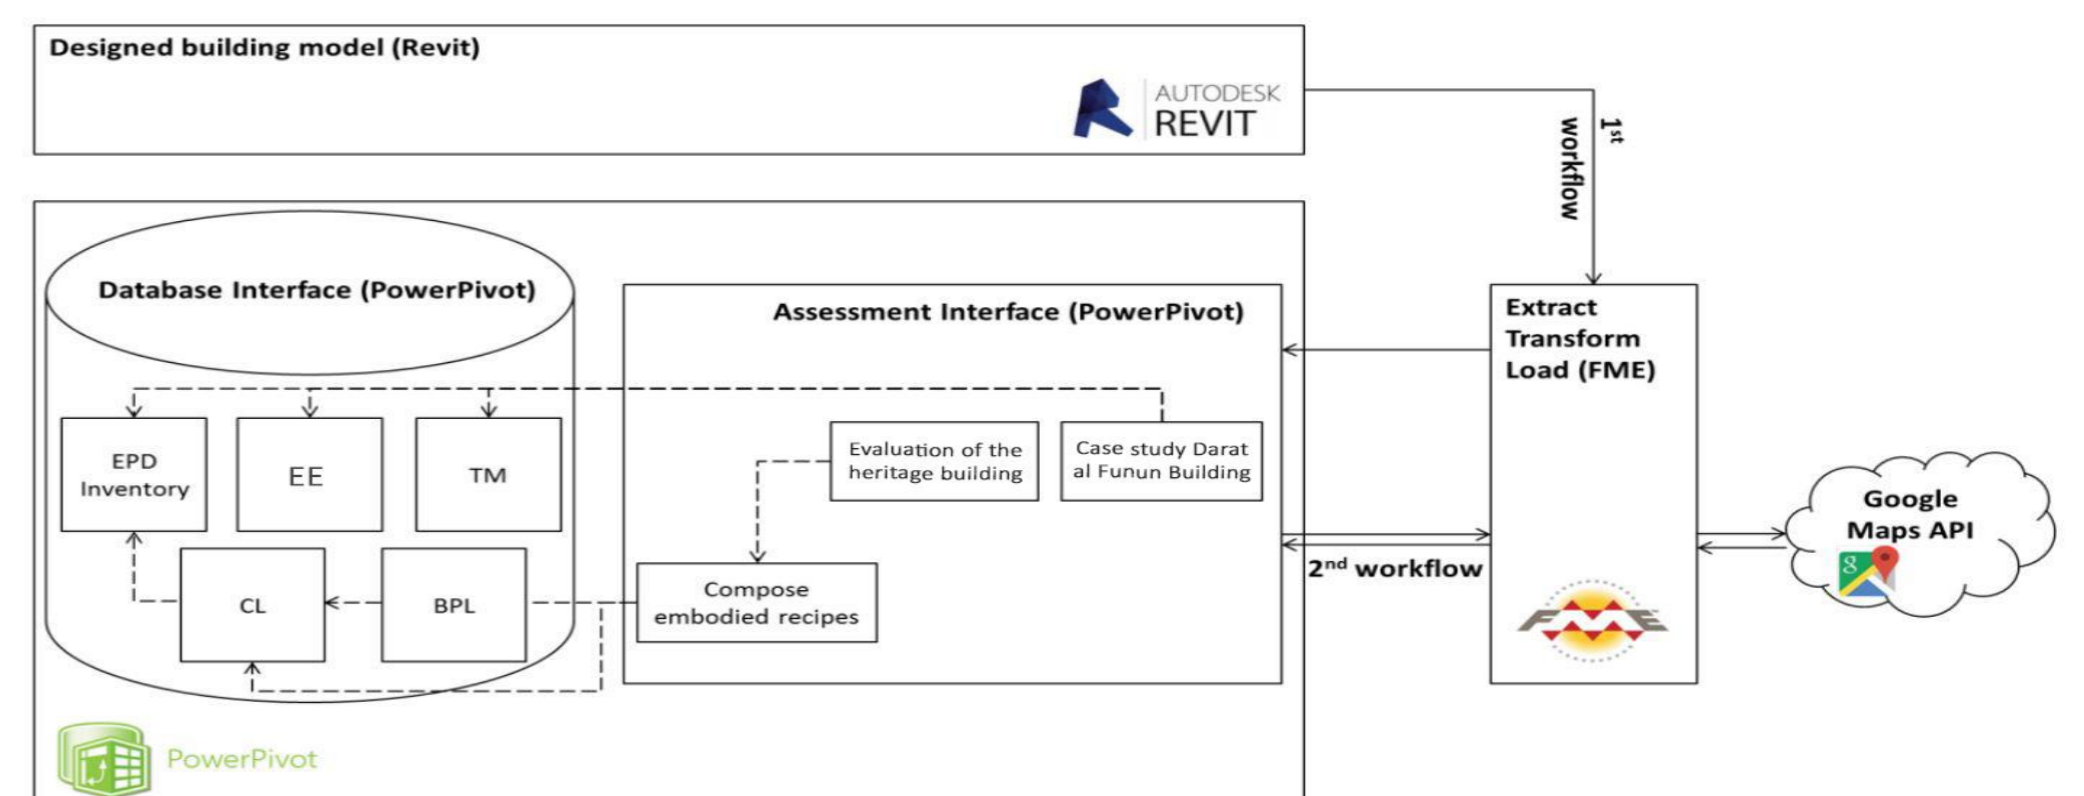 Designed building model (Revit)
AUTODESK
REVIT
1st
workflow
Database Interface (PowerPivot)
Assessment Interface (PowerPivot)
Extract
Transform
Load (FME)
EPD
Inventory
EE
TM
Evaluation of the
heritage building
Case study Darat
al Funun Building
Google
Maps API
8
CL
BPL
Compose
embodied recipes
2nd workflow
FME
PowerPivot